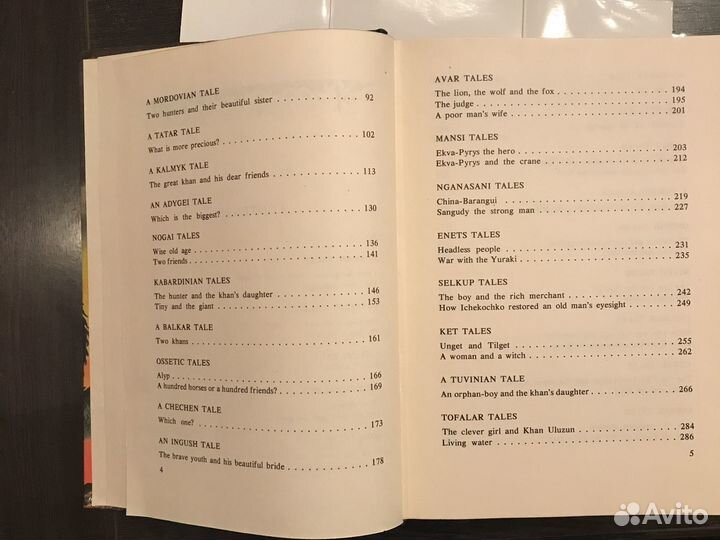 A MORDOVIAN TALE
Two hunters and their beautiful sister . . . . . . . . . . . . 92
A TATAR TALE
What is more precious? . . . . . . . . . . . . . . . . . . 102
A KALMYK TALE
The great khan and his dear friends . . . . . . . . . . . . . 113
AN ADYGEI TALE
Which is the biggest? . . . . . . . . . . . . . . . . . . . 130
NOGAI TALES
Wise old age . . . . . . . . . . . . . . . . . . . . . . 136
Two friends . . . . . . . . . . . . . . . . . . . . . . . 141
KABARDINIAN TALES
The hunter and the khan's daughter . . . . . . . . . . . . . 146
Tiny and the giant . . . . . . . . . . . . . . . . . . . . 153
A BALKAR TALE
Two khans . . . . . . . . . . . . . . . . . . . . . . . 161
OSSETIC TALES
Alyp . . . . . . . . . . . . . . . . . . . . . . . . . . 166
A hundred horses or a hundred friends? . . . . . . . . . . . . 169
A CHECHEN TALE
Which one? . . . . . . . . . . . . . . . . . . . . . . . 173
AN INGUSH TALE
The brave youth and his beautiful bride . . . . . . . . . . . . 178
4
AVAR TALES
The lion, the wolf and the fox . . . . . . . . . . . . . . . 194
The judge . . . . . . . . . . . . . . . . . . . . . . . . 195
A poor man's wife . . . . . . . . . . . . . . . . . . . . 201
MANSI TALES
Ekva-Pyrys the hero . . . . . . . . . . . . . . . . . . . 203
Ekva-Pyrys and the crane . . . . . . . . . . . . . . . . . 212
NGANASANI TALES
China-Barangui . . . . . . . . . . . . . . . . . . . . . 219
Sangudy the strong man . . . . . . . . . . . . . . . . . . 227
ENETS TALES
Headless people . . . . . . . . . . . . . . . . . . . . . 231
War with the Yuraki . . . . . . . . . . . . . . . . . . . 235
SELKUP TALES
The boy and the rich merchant . . . . . . . . . . . . . . . 242
How Ichekochko restored an old man's eyesight . . . . . . . . 249
KET TALES
Unget and Tilget . . . . . . . . . . . . . . . . . . . . . 255
A woman and a witch . . . . . . . . . . . . . . . . . . . 262
A TUVINIAN TALE
An orphan-boy and the khan's daughter . . . . . . . . . . . . 266
TOFALAR TALES
The clever girl and Khan Uluzun . . . . . . . . . . . . . . 284
Living water . . . . . . . . . . . . . . . . . . . . . . 286
5
Avito